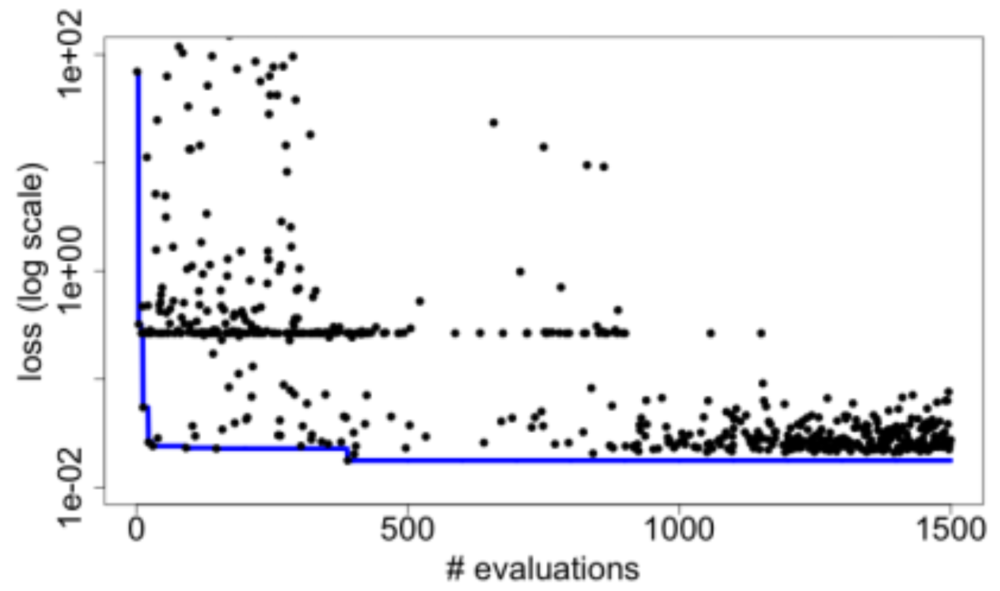 loss (log scale)
1e+02
1e+00
1e-02
0 500 1000 1500
# evaluations